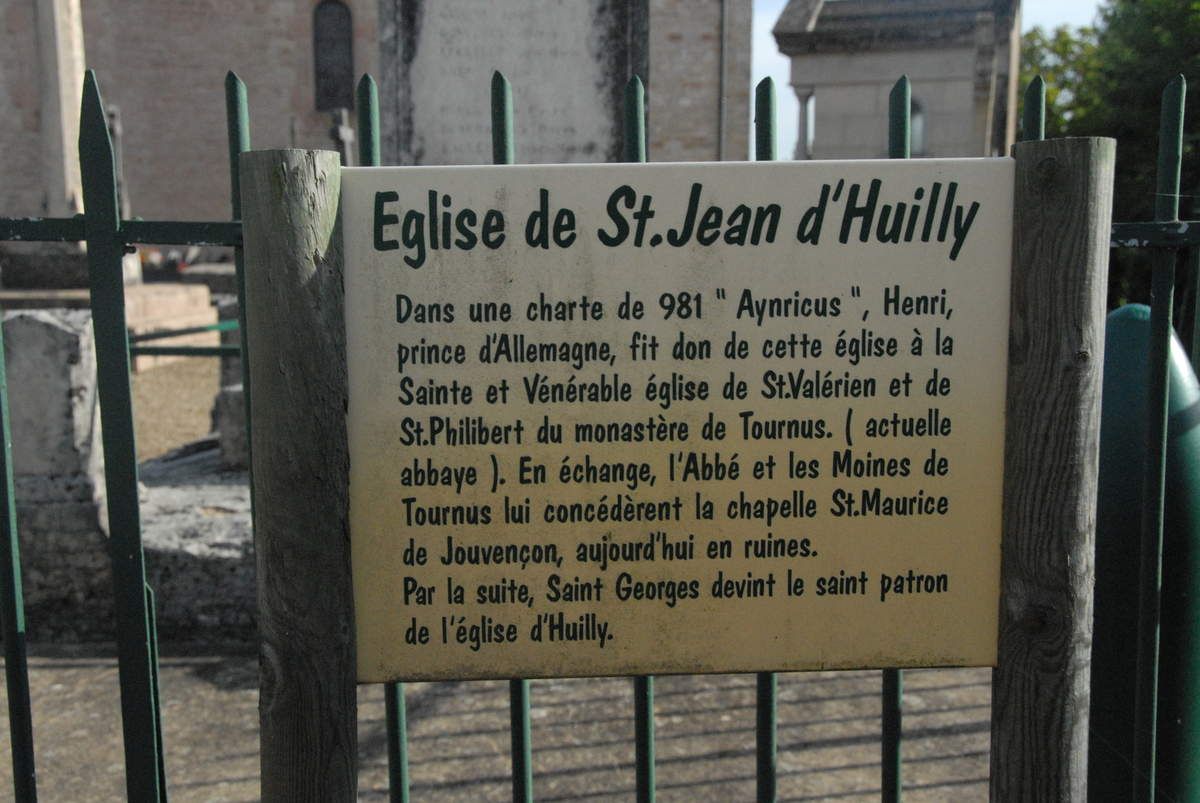 Eglise de St.Jean d'Huilly
Dans une charte de 981 " Aynricus ", Henri,
prince d'Allemagne, fit don de cette église à la
Sainte et Vénérable église de St.Valérien et de
St.Philibert du monastère de Tournus. ( actuelle
abbaye ). En échange, l'Abbé et les Moines de
Tournus lui concédèrent la chapelle St.Maurice
de Jouvençon, aujourd'hui en ruines.
Par la suite, Saint Georges devint le saint patron
de l'église d'Huilly.